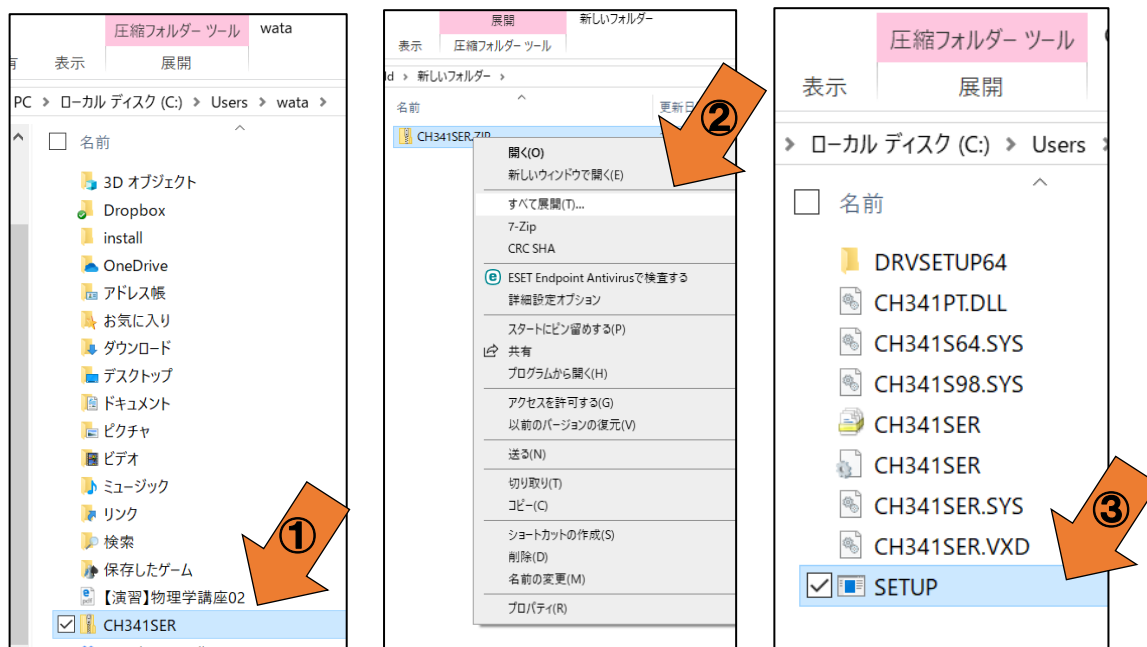 圧縮フォルダー ツール
wata
表示
展開
PC > ローカル ディスク (C:) > Users > wata >
名前
3D オブジェクト
Dropbox
install
OneDrive
アドレス帳
お気に入り
ダウンロード
デスクトップ
ドキュメント
ピクチャ
ビデオ
ミュージック
リンク
検索
保存したゲーム
【演習】物理学講座02
CH341SER
①
展開
新しいフォルダー
表示
圧縮フォルダー ツール
ld > 新しいフォルダー >
名前
CH341SER.ZIP
開く(O)
新しいウィンドウで開く(E)
すべて展開(T)...
7-Zip
CRC SHA
ESET Endpoint Antivirusで検査する
詳細設定オプション
スタートにピン留めする(P)
共有
プログラムから開く(H)
アクセスを許可する(G)
以前のバージョンの復元(V)
送る(N)
切り取り(T)
コピー(C)
ショートカットの作成(S)
削除(D)
名前の変更(M)
プロパティ(R)
②
圧縮フォルダー ツール
表示
展開
> ローカル ディスク (C:) > Users
名前
DRVSETUP64
CH341PT.DLL
CH341S64.SYS
CH341S98.SYS
CH341SER
CH341SER
CH341SER.SYS
CH341SER.VXD
SETUP
③